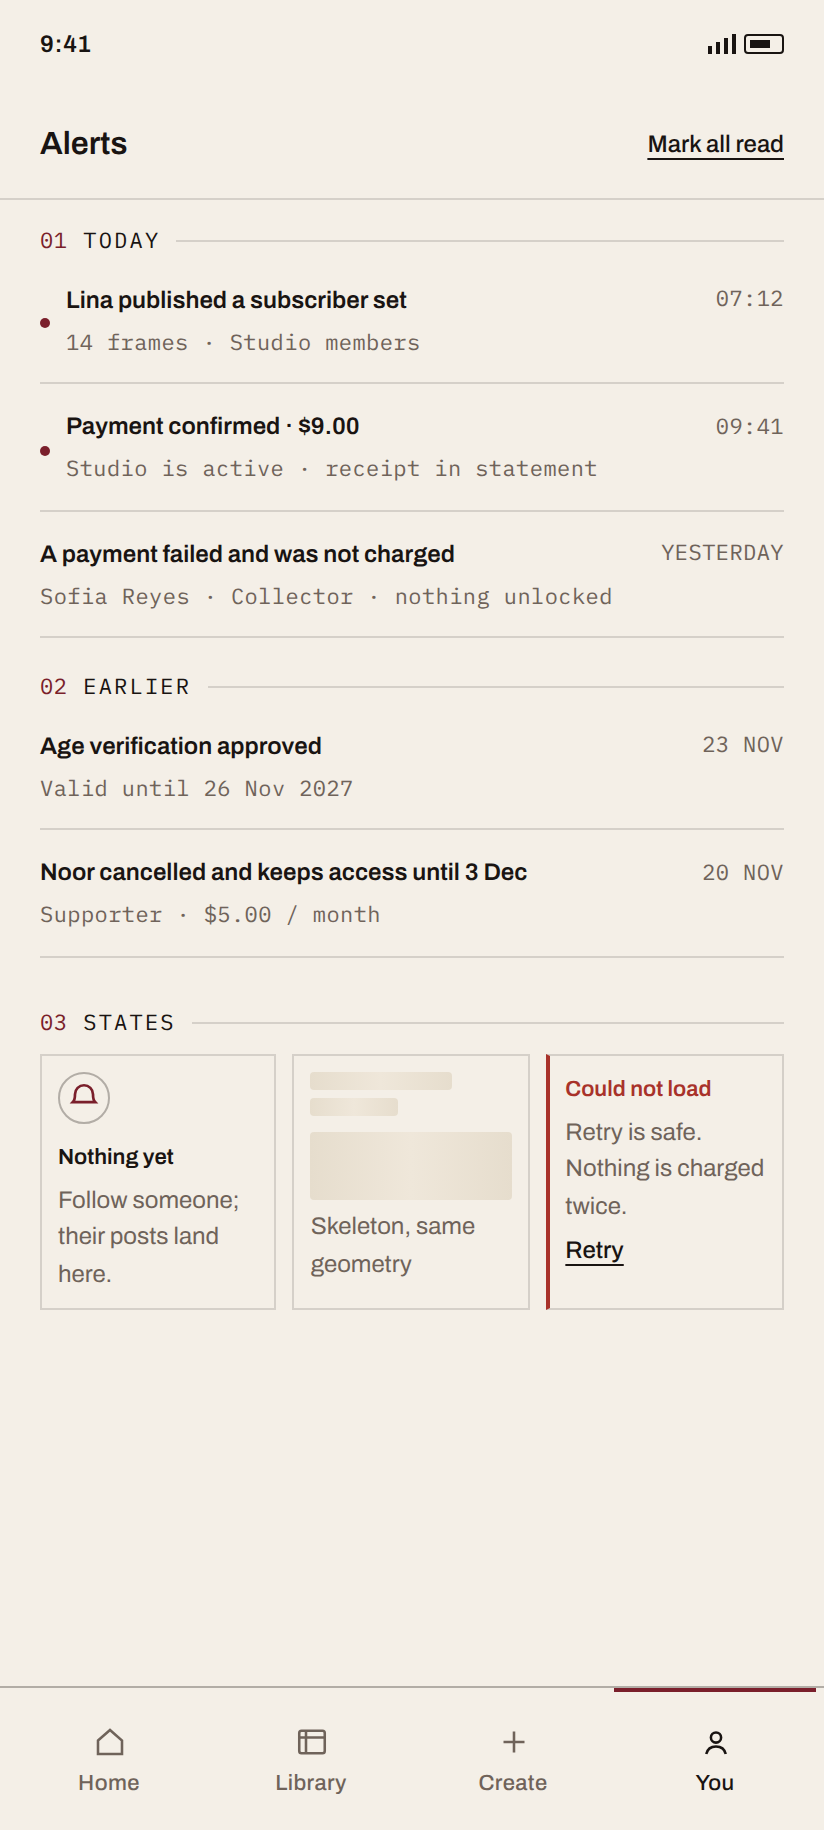 9:41
Alerts
Mark all read
01 TODAY
Lina published a subscriber set
07:12
14 frames · Studio members
Payment confirmed · $9.00
09:41
Studio is active · receipt in statement
A payment failed and was not charged
YESTERDAY
Sofia Reyes · Collector · nothing unlocked
02 EARLIER
Age verification approved
23 NOV
Valid until 26 Nov 2027
Noor cancelled and keeps access until 3 Dec
20 NOV
Supporter · $5.00 / month
03 STATES
Nothing yet
Follow someone;
their posts land
here.
Skeleton, same
geometry
Could not load
Retry is safe.
Nothing is charged
twice.
Retry
Home
Library
Create
You